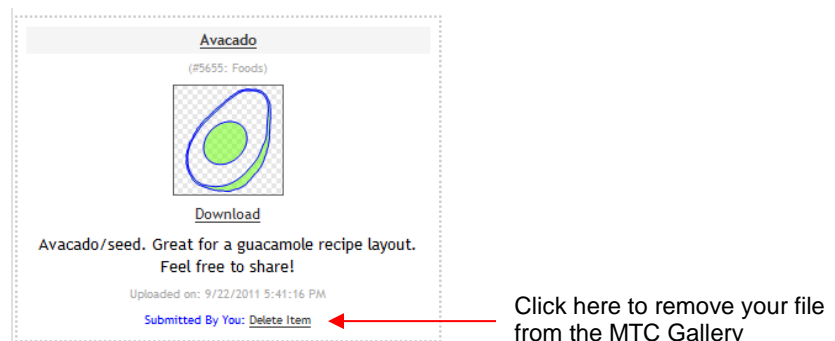 Avacado
(#5655: Foods)
Download
Avacado/seed. Great for a guacamole recipe layout.
Feel free to share!
Uploaded on: 9/22/2011 5:41:16 PM
Submitted By You: Delete Item
Click here to remove your file
from the MTC Gallery